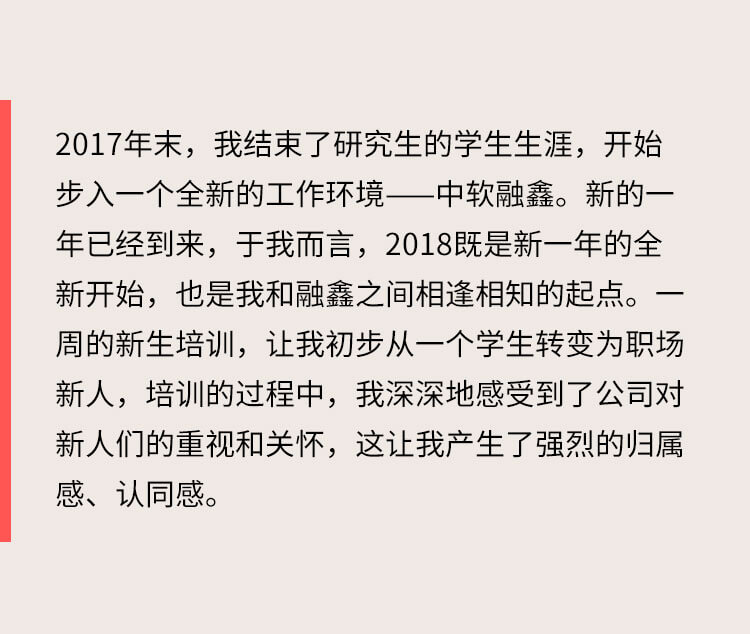 2017年末，我结束了研究生的学生生涯，开始
步入一个全新的工作环境——中软融鑫。新的一
年已经到来，于我而言，2018既是新一年的全
新开始，也是我和融鑫之间相逢相知的起点。一
周的新生培训，让我初步从一个学生转变为职场
新人，培训的过程中，我深深地感受到了公司对
新人们的重视和关怀，这让我产生了强烈的归属
感、认同感。